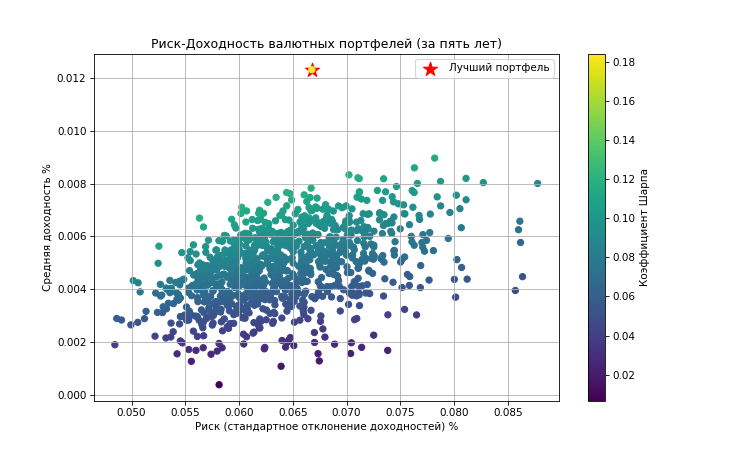 Риск-Доходность валютных портфелей (за пять лет)
Лучший портфель
Средняя доходность %
0.012
0.010
0.008
0.006
0.004
0.002
0.000
0.050 0.055 0.060 0.065 0.070 0.075 0.080 0.085
Риск (стандартное отклонение доходностей) %
0.18
0.16
0.14
0.12
0.10
0.08
0.06
0.04
0.02
Коэффициент Шарпа